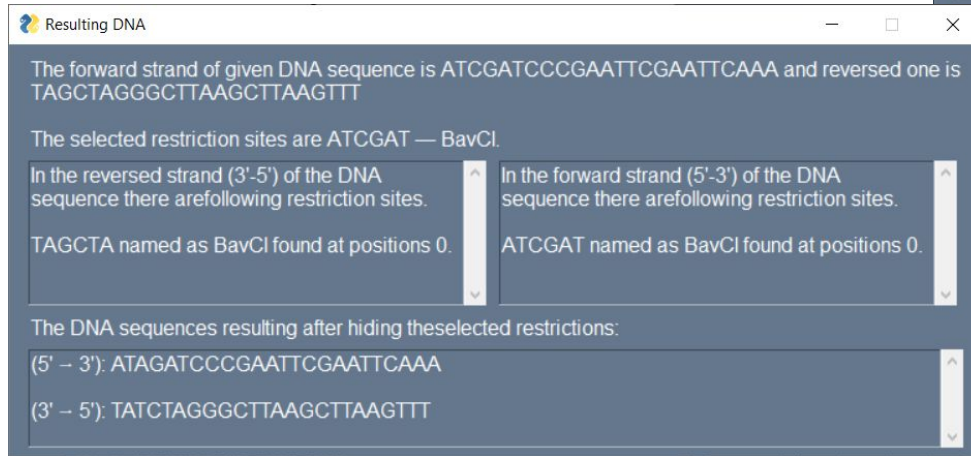 Resulting DNA
The forward strand of given DNA sequence is ATCGATCCCGAATTCGAATTCAAA and reversed one is
TAGCTAGGGCTTAAGCTTAAGTTT
The selected restriction sites are ATCGAT — BavCI.
In the reversed strand (3'-5') of the DNA
sequence there arefollowing restriction sites.
TAGCTA named as BavCI found at positions 0.
In the forward strand (5'-3') of the DNA
sequence there arefollowing restriction sites.
ATCGAT named as BavCI found at positions 0.
The DNA sequences resulting after hiding theselected restrictions:
(5' → 3'): ATAGATCCCGAATTCGAATTCAAA
(3' → 5'): TATCTAGGGCTTAAGCTTAAGTTT